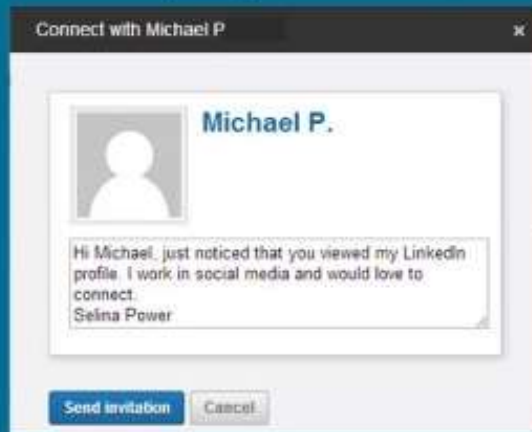 Connect with Michael P
×
Michael P.
Hi Michael, just noticed that you viewed my LinkedIn
profile. I work in social media and would love to
connect.
Selina Power
Send invitation Cancel